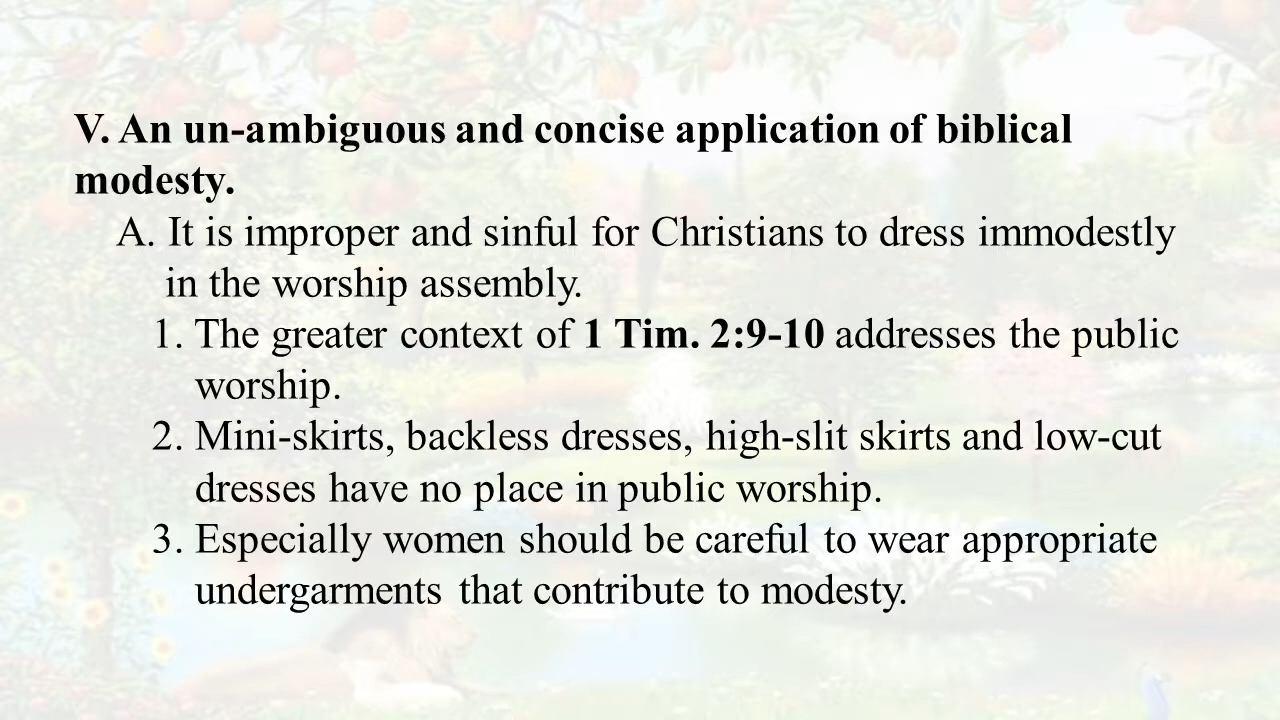 V. An un-ambiguous and concise application of biblical
modesty.
A. It is improper and sinful for Christians to dress immodestly
in the worship assembly.
1. The greater context of 1 Tim. 2:9-10 addresses the public
worship.
2. Mini-skirts, backless dresses, high-slit skirts and low-cut
dresses have no place in public worship.
3. Especially women should be careful to wear appropriate
undergarments that contribute to modesty.